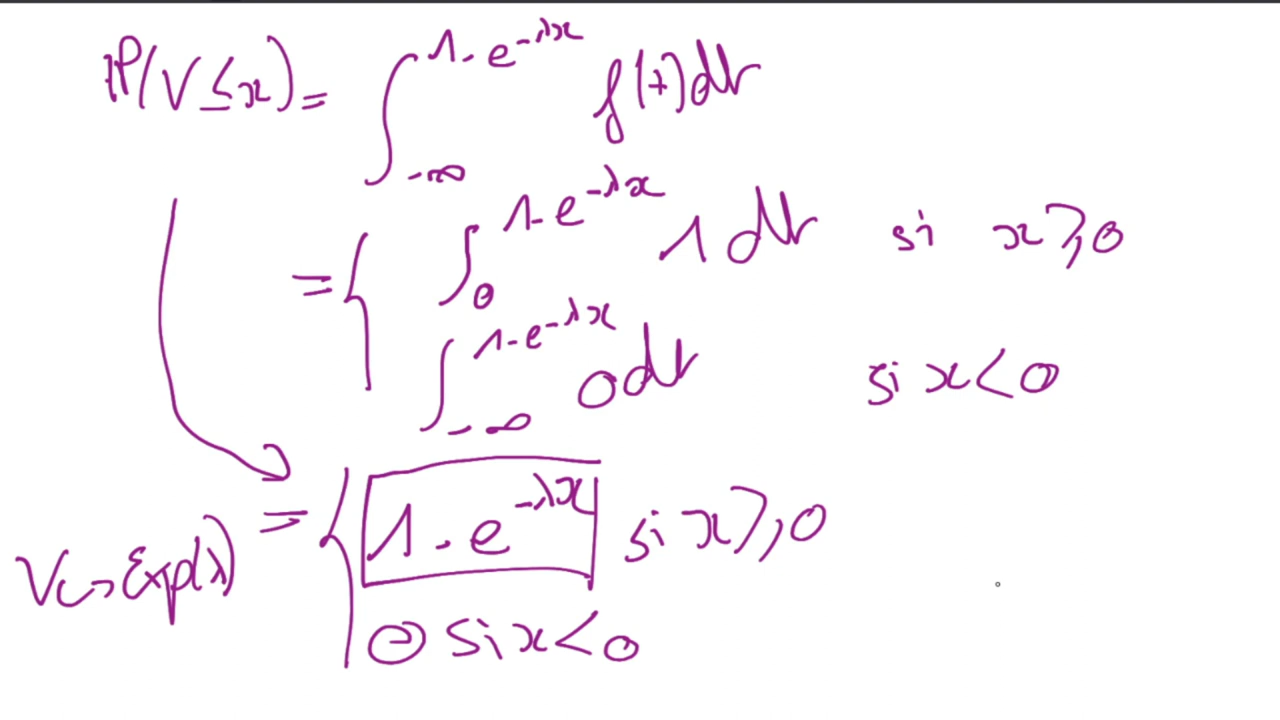 ℙ(V ≤ x) = ∫_{-∞}^{1-e^{-λx}} f(t)dt
= { ∫_{0}^{1-e^{-λx}} 1 dt si x ⩾ 0
∫_{-∞}^{1-e^{-λx}} 0 dt si x < 0
= { 1-e^{-λx} si x ⩾ 0
V ↪ Exp(λ)
0 si x < 0